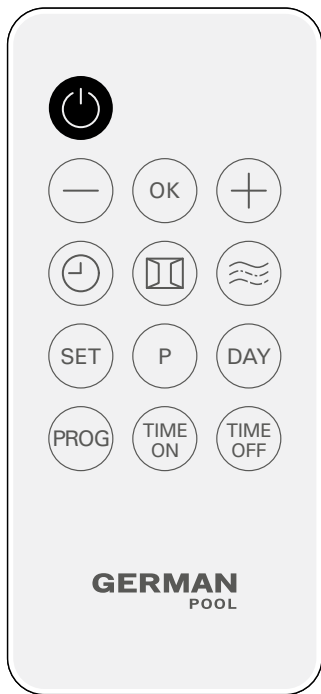 OK
SET P DAY
PROG TIME ON TIME OFF
GERMAN
POOL